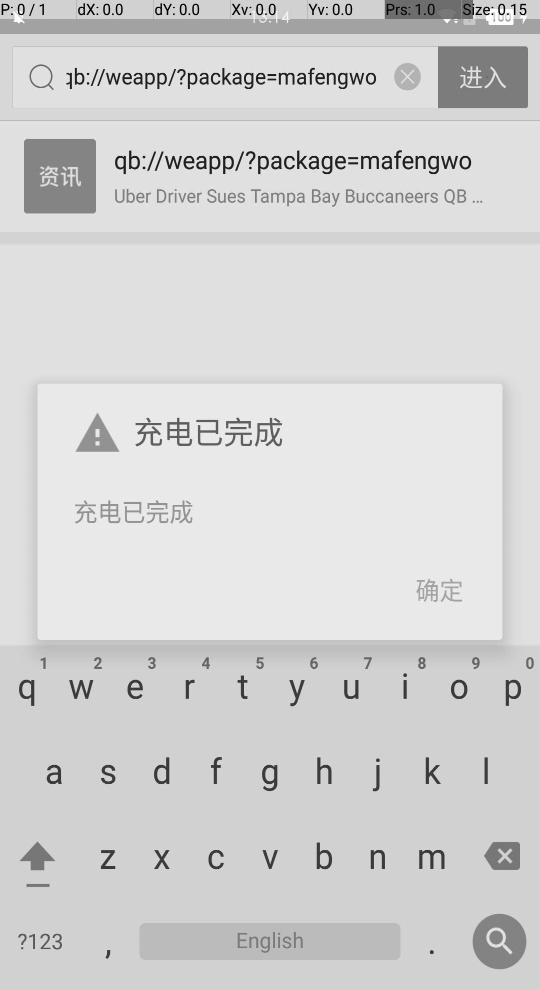 P: 0 / 1 dX: 0.0 dY: 0.0 Xv: 0.0 Yv: 0.0 Prs: 1.0 Size: 0.15
15:14 100
qb://weapp/?package=mafengwo 进入
资讯 qb://weapp/?package=mafengwo
Uber Driver Sues Tampa Bay Buccaneers QB ...
充电已完成
充电已完成
确定
1 2 3 4 5 6 7 8 9 0
q w e r t y u i o p
a s d f g h j k l
z x c v b n m
?123 , English .